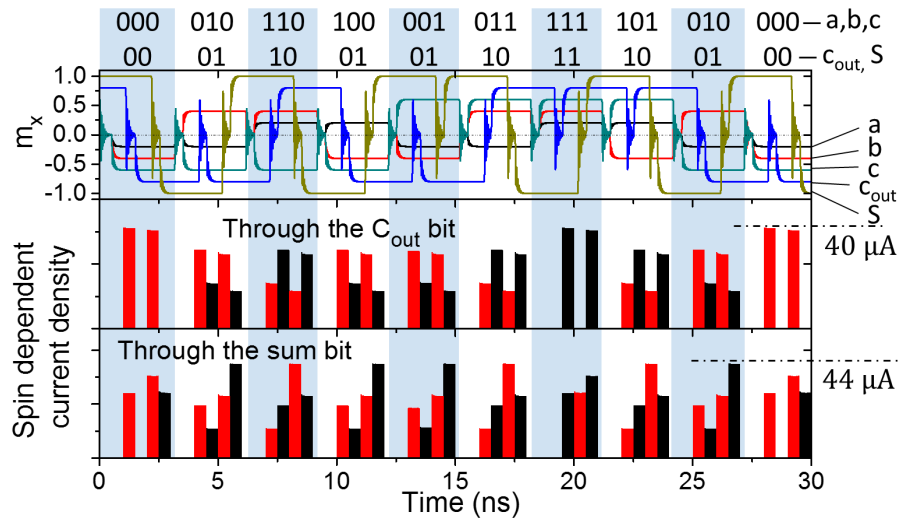 000 010 110 100 001 011 111 101 010 000 a,b,c
00 01 10 01 01 10 11 10 01 00 c_out, S
1.0
0.5
0.0
-0.5
-1.0
m_x
a
b
c
c_out
S
Through the C_out bit
40 μA
Spin dependent
current density
Through the sum bit
44 μA
0 5 10 15 20 25 30
Time (ns)